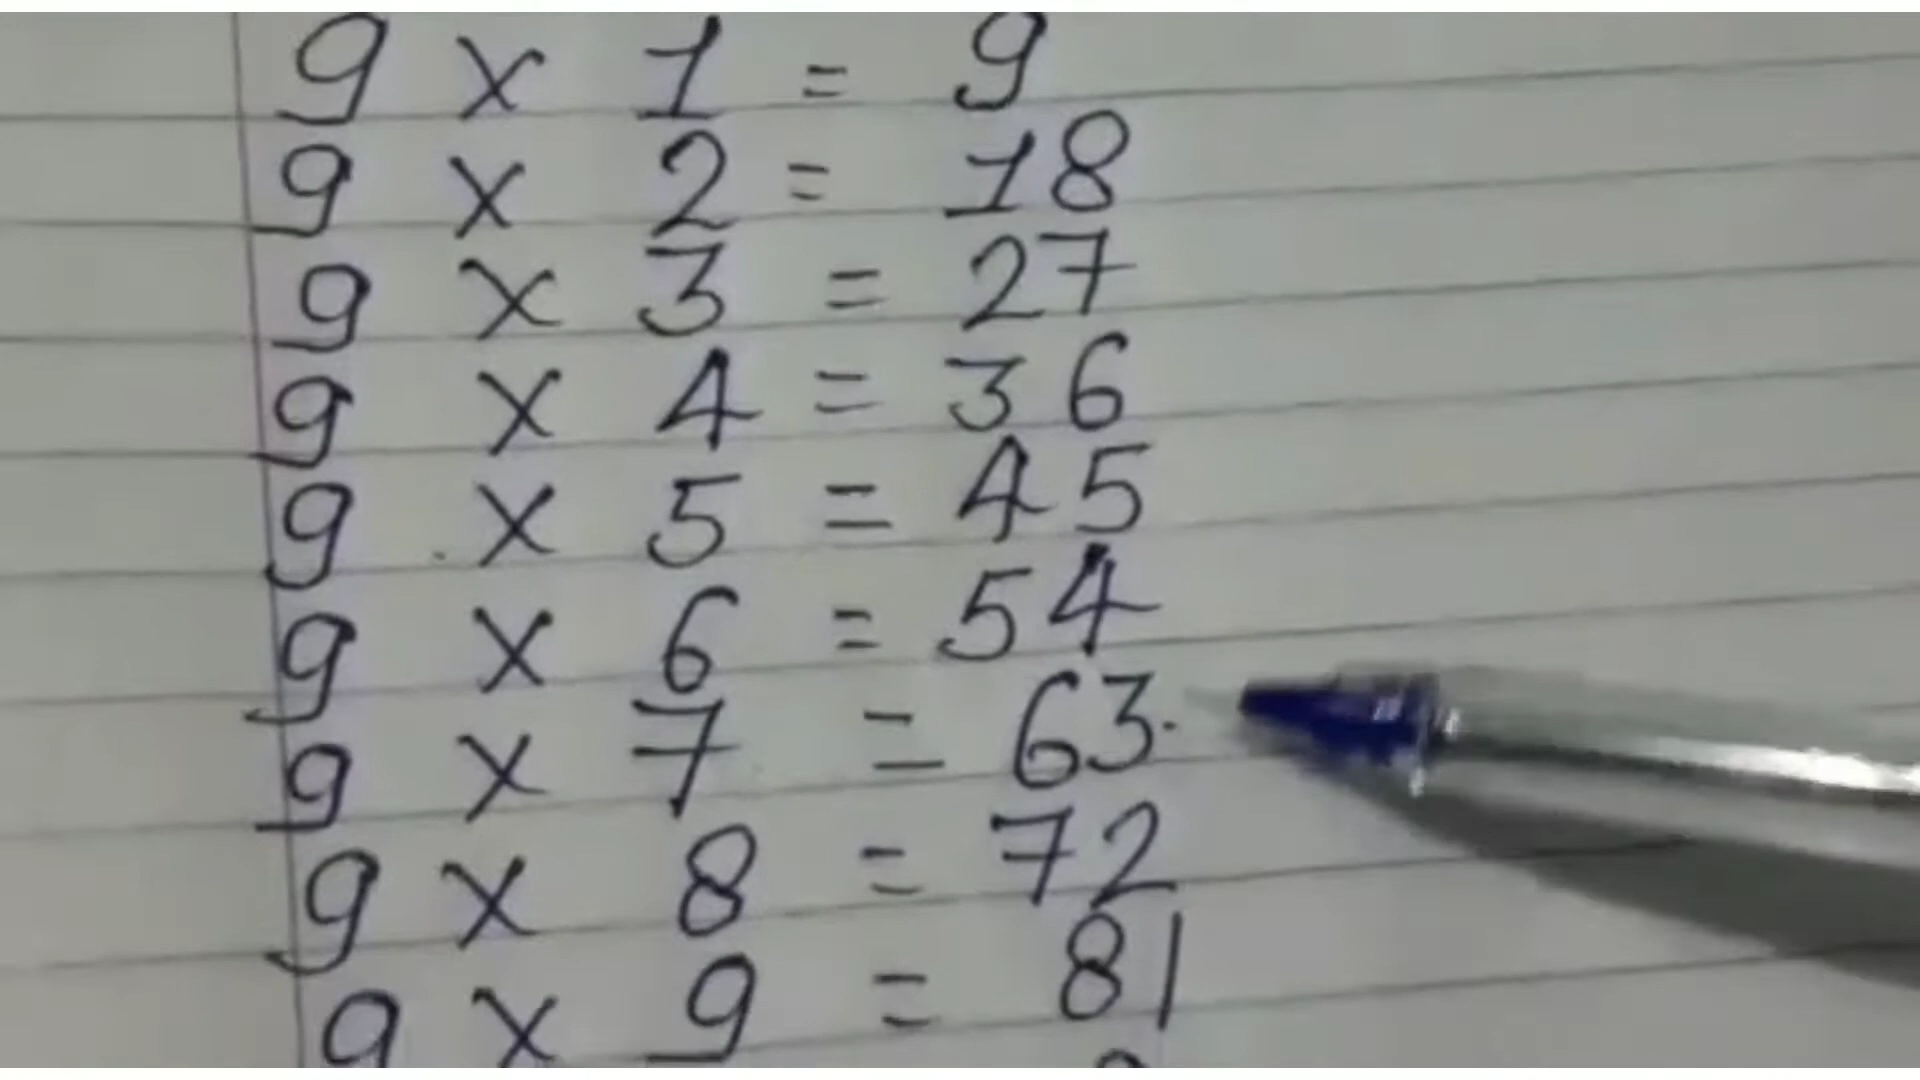 9 x 1 = 9
9 x 2 = 18
9 x 3 = 27
9 x 4 = 36
9 x 5 = 45
9 x 6 = 54
9 x 7 = 63.
9 x 8 = 72
9 x 9 = 81